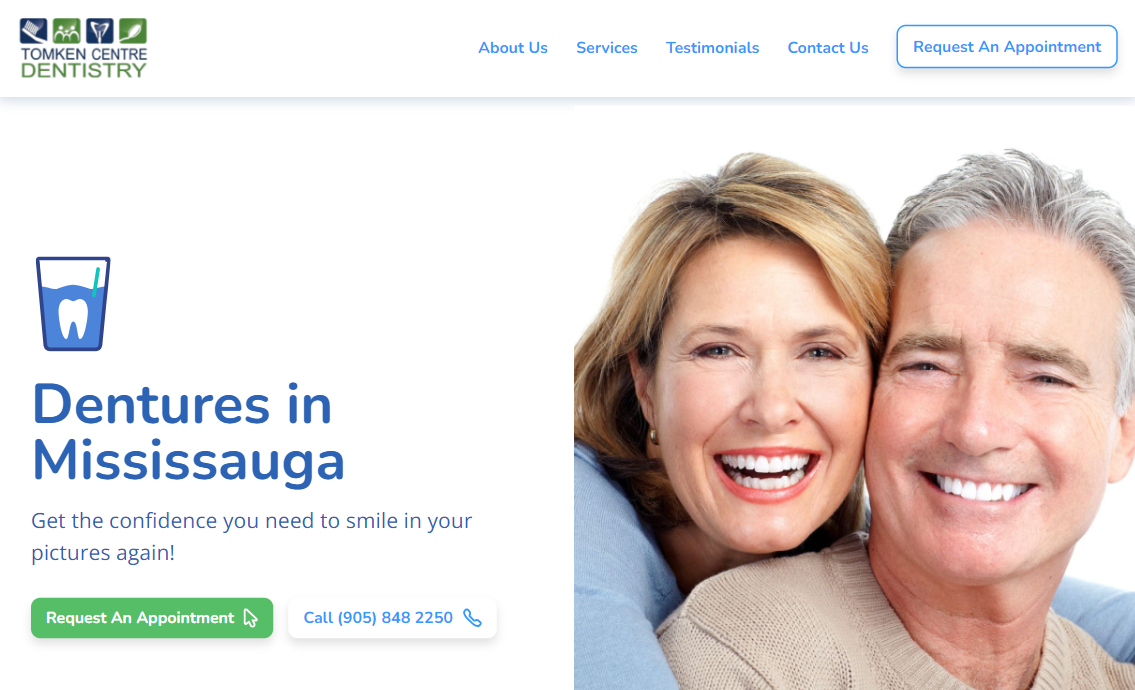 TOMKEN CENTRE
DENTISTRY
About Us
Services
Testimonials
Contact Us
Request An Appointment
Dentures in
Mississauga
Get the confidence you need to smile in your
pictures again!
Request An Appointment
Call (905) 848 2250